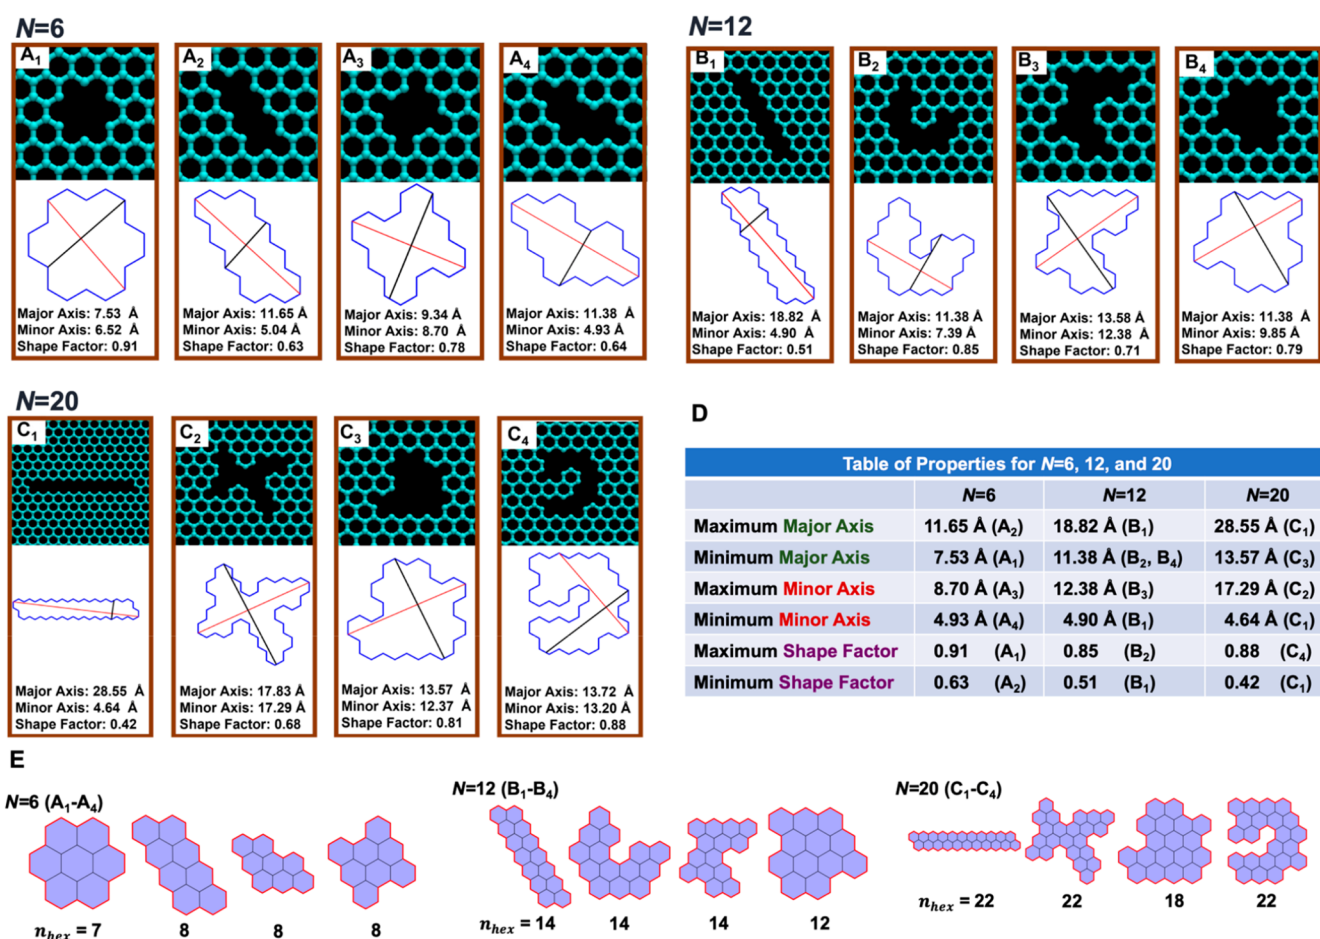 N=6
A1
A2
A3
A4
Major Axis: 7.53 Å
Minor Axis: 6.52 Å
Shape Factor: 0.91
Major Axis: 11.65 Å
Minor Axis: 5.04 Å
Shape Factor: 0.63
Major Axis: 9.34 Å
Minor Axis: 8.70 Å
Shape Factor: 0.78
Major Axis: 11.38 Å
Minor Axis: 4.93 Å
Shape Factor: 0.64
N=12
B1
B2
B3
B4
Major Axis: 18.82 Å
Minor Axis: 4.90 Å
Shape Factor: 0.51
Major Axis: 11.38 Å
Minor Axis: 7.39 Å
Shape Factor: 0.85
Major Axis: 13.58 Å
Minor Axis: 12.38 Å
Shape Factor: 0.71
Major Axis: 11.38 Å
Minor Axis: 9.85 Å
Shape Factor: 0.79
N=20
C1
C2
C3
C4
Major Axis: 28.55 Å
Minor Axis: 4.64 Å
Shape Factor: 0.42
Major Axis: 17.83 Å
Minor Axis: 17.29 Å
Shape Factor: 0.68
Major Axis: 13.57 Å
Minor Axis: 12.37 Å
Shape Factor: 0.81
Major Axis: 13.72 Å
Minor Axis: 13.20 Å
Shape Factor: 0.88
D
Table of Properties for N=6, 12, and 20
N=6 N=12 N=20
Maximum Major Axis 11.65 Å (A2) 18.82 Å (B1) 28.55 Å (C1)
Minimum Major Axis 7.53 Å (A1) 11.38 Å (B2, B4) 13.57 Å (C3)
Maximum Minor Axis 8.70 Å (A3) 12.38 Å (B3) 17.29 Å (C2)
Minimum Minor Axis 4.93 Å (A4) 4.90 Å (B1) 4.64 Å (C1)
Maximum Shape Factor 0.91 (A1) 0.85 (B2) 0.88 (C4)
Minimum Shape Factor 0.63 (A2) 0.51 (B1) 0.42 (C1)
E
N=6 (A1-A4)
nhex = 7 8 8 8
N=12 (B1-B4)
nhex = 14 14 14 12
N=20 (C1-C4)
nhex = 22 22 18 22